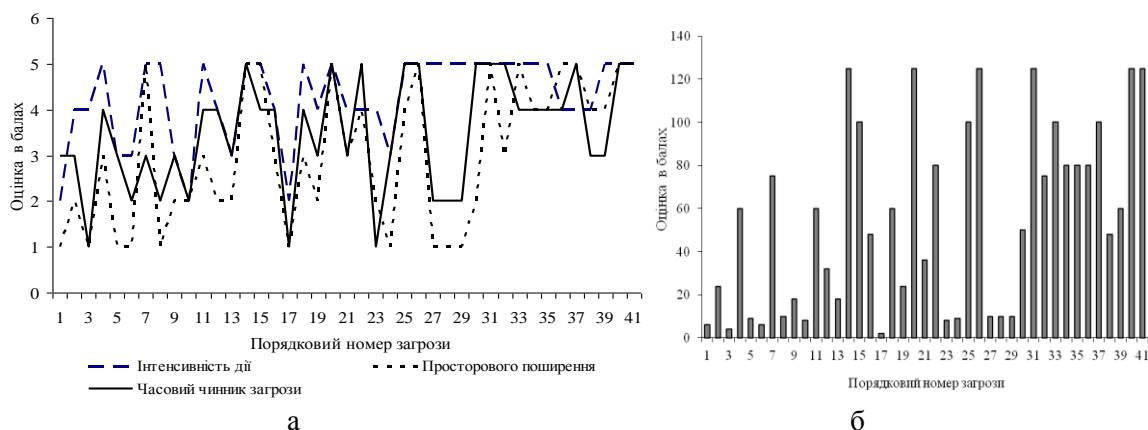 6
5
4
3
2
1
0
Оцінка в балах
1 3 5 7 9 11 13 15 17 19 21 23 25 27 29 31 33 35 37 39 41
Порядковий номер загрози
Інтенсивність дії
Просторового поширення
Часовий чинник загрози
а
140
120
100
80
60
40
20
0
Оцінка в балах
1 3 5 7 9 11 13 15 17 19 21 23 25 27 29 31 33 35 37 39 41
Порядковий номер загрози
б